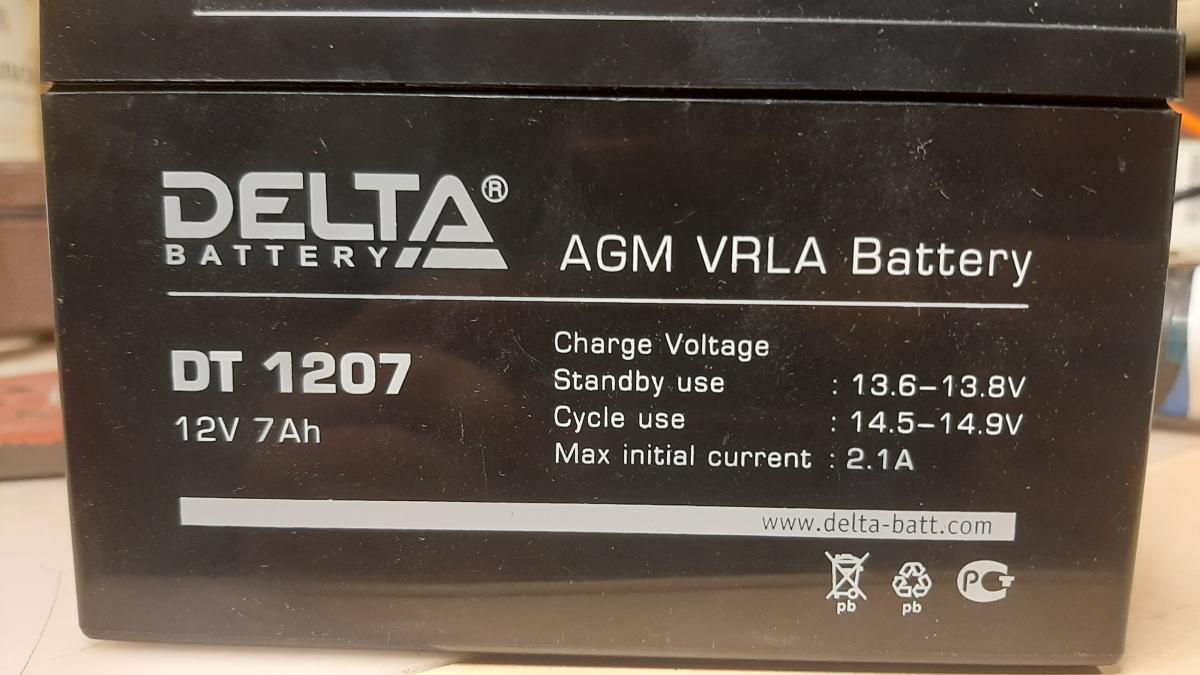 DELTA®
BATTERY
AGM VRLA Battery
DT 1207
12V 7Ah
Charge Voltage
Standby use : 13.6–13.8V
Cycle use : 14.5–14.9V
Max initial current : 2.1A
www.delta-batt.com
pb pb РСТ